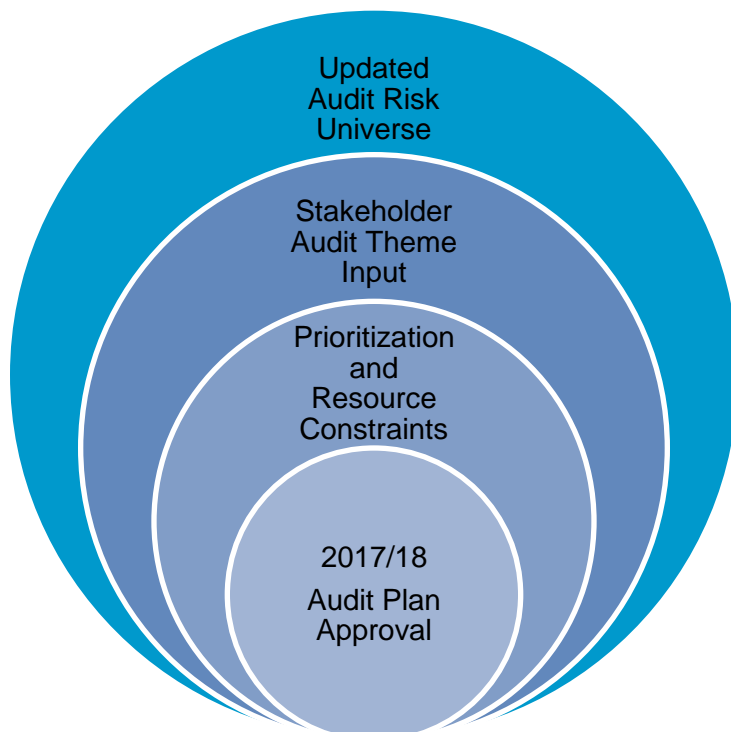 Updated
Audit Risk
Universe
Stakeholder
Audit Theme
Input
Prioritization
and
Resource
Constraints
2017/18
Audit Plan
Approval